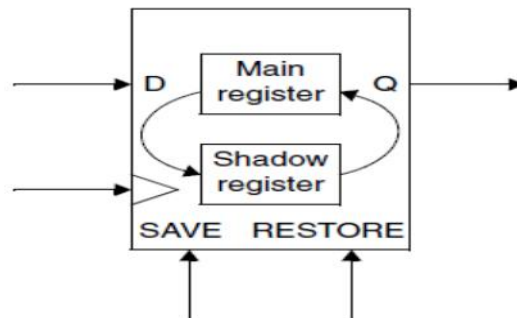 Main
register
D
Q
Shadow
register
SAVE RESTORE